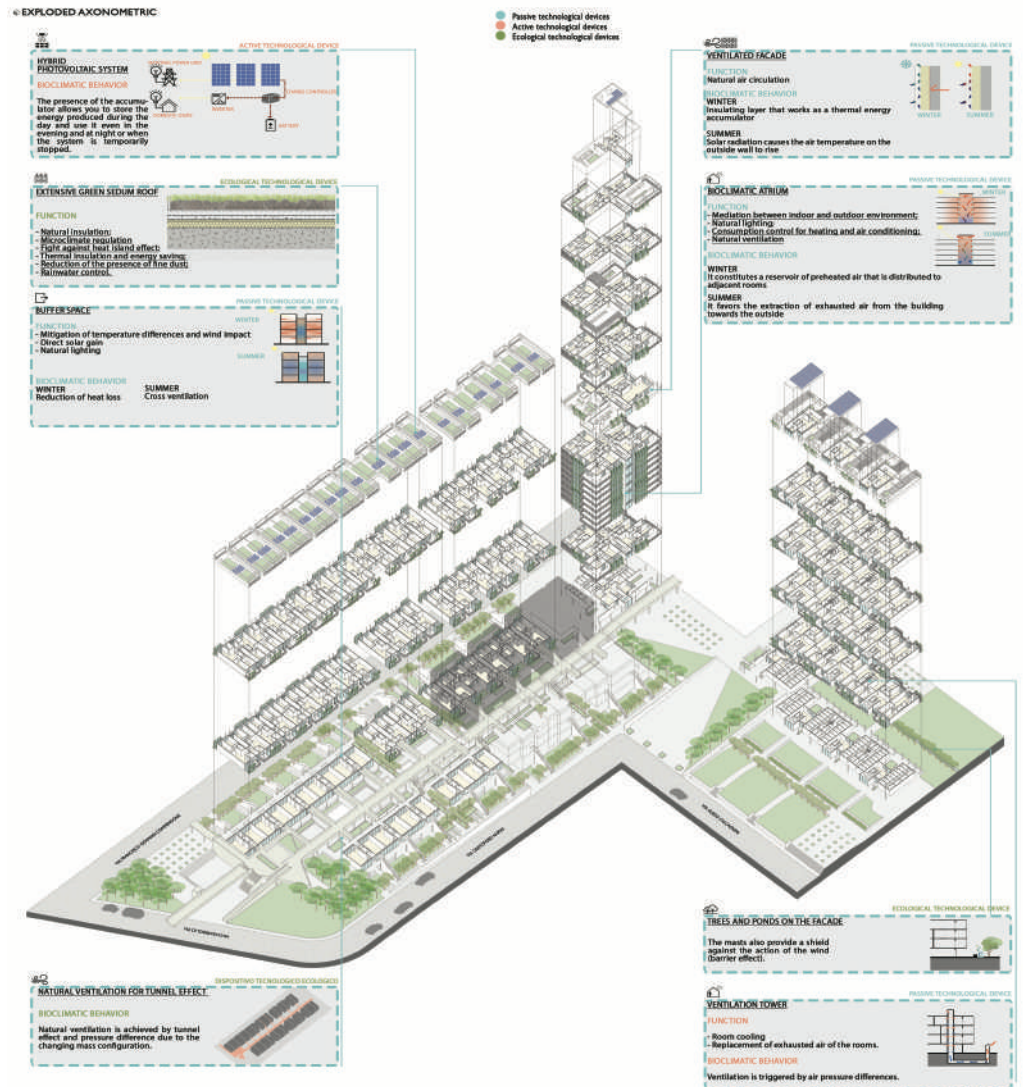 EXPLODED AXONOMETRIC
Passive technological devices
Active technological devices
Ecological technological devices
ACTIVE TECHNOLOGICAL DEVICE
HYBRID
PHOTOVOLTAIC SYSTEM
BIOCLIMATIC BEHAVIOR
The presence of the accumu-
lator allows you to store the
energy produced during the
day and use it even in the
evening and at night or when
the system is temporarily
stopped.
BATTERY
ECOLOGICAL TECHNOLOGICAL DEVICE
EXTENSIVE GREEN SEDUM ROOF
FUNCTION
- Natural Insulation;
- Microclimate regulation
- Fight against heat island effect;
- Thermal insulation and energy saving;
- Reduction of the presence of fine dust;
- Rainwater control.
PASSIVE TECHNOLOGICAL DEVICE
BUFFER SPACE
FUNCTION
- Mitigation of temperature differences and wind impact
- Direct solar gain
- Natural lighting
WINTER
SUMMER
BIOCLIMATIC BEHAVIOR
WINTER
Reduction of heat loss
SUMMER
Cross ventilation
PASSIVE TECHNOLOGICAL DEVICE
VENTILATED FACADE
FUNCTION
Natural air circulation
BIOCLIMATIC BEHAVIOR
WINTER
Insulating layer that works as a thermal energy
accumulator
SUMMER
Solar radiation causes the air temperature on the
outside wall to rise
WINTER
SUMMER
PASSIVE TECHNOLOGICAL DEVICE
BIOCLIMATIC ATRIUM
FUNCTION
- Mediation between indoor and outdoor environment;
- Natural lighting;
- Consumption control for heating and air conditioning;
- Natural ventilation
WINTER
SUMMER
BIOCLIMATIC BEHAVIOR
WINTER
It constitutes a reservoir of preheated air that is distributed to
adjacent rooms
SUMMER
It favors the extraction of exhausted air from the building
towards the outside
ECOLOGICAL TECHNOLOGICAL DEVICE
TREES AND PONDS ON THE FACADE
The masts also provide a shield
against the action of the wind
(barrier effect).
DISPOSITIVO TECNOLOGICO ECOLOGICO
NATURAL VENTILATION FOR TUNNEL EFFECT
BIOCLIMATIC BEHAVIOR
Natural ventilation is achieved by tunnel
effect and pressure difference due to the
changing mass configuration.
PASSIVE TECHNOLOGICAL DEVICE
VENTILATION TOWER
FUNCTION
- Room cooling
- Replacement of exhausted air of the rooms.
BIOCLIMATIC BEHAVIOR
Ventilation is triggered by air pressure differences.